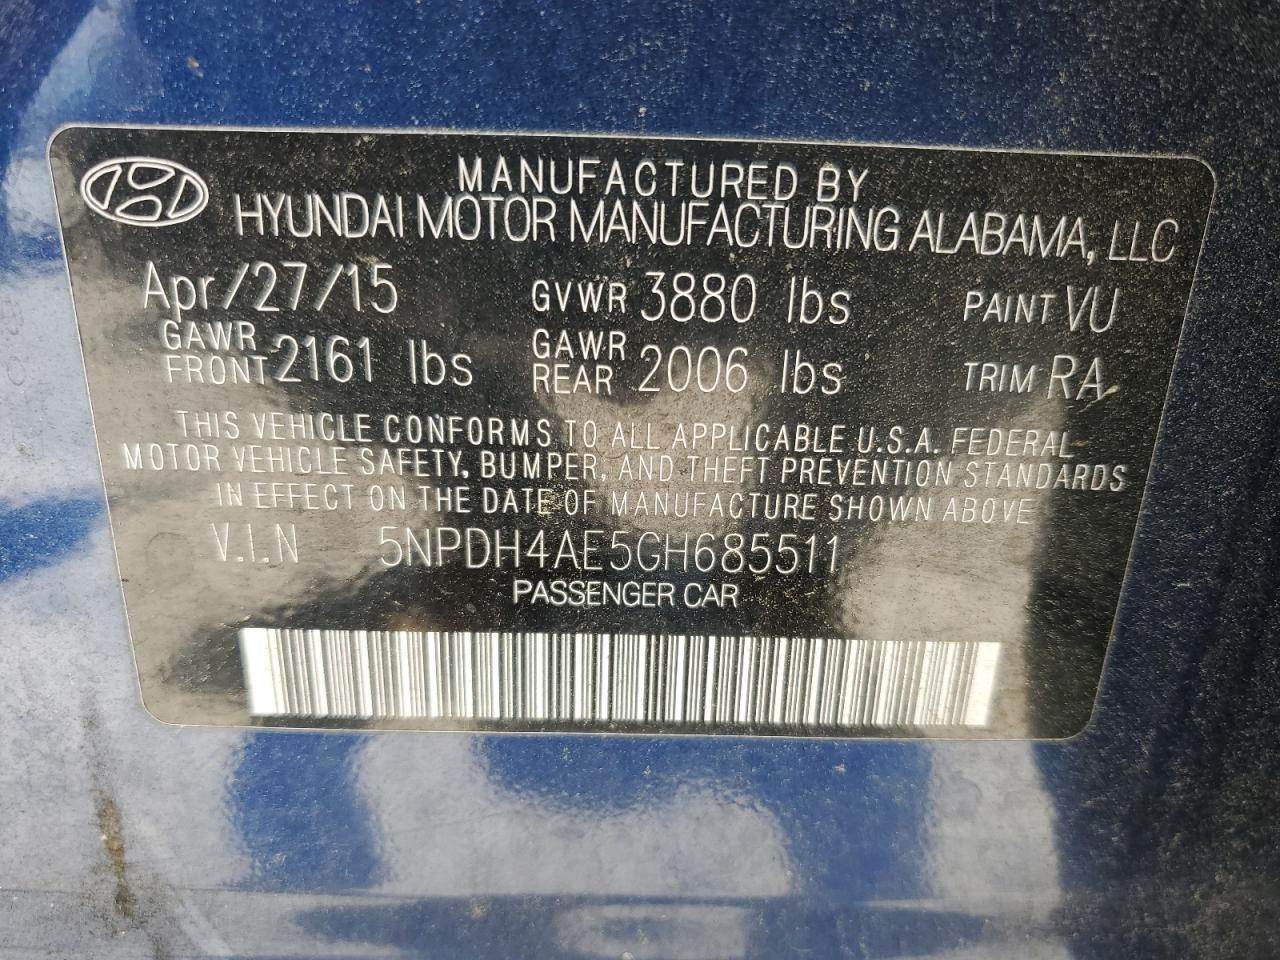 MANUFACTURED BY
HYUNDAI MOTOR MANUFACTURING ALABAMA, LLC
Apr/27/15 GVWR 3880 lbs PAINT VU
GAWR FRONT 2161 lbs GAWR REAR 2006 lbs TRIM RA
THIS VEHICLE CONFORMS TO ALL APPLICABLE U.S.A. FEDERAL
MOTOR VEHICLE SAFETY, BUMPER, AND THEFT PREVENTION STANDARDS
IN EFFECT ON THE DATE OF MANUFACTURE SHOWN ABOVE
V.I.N 5NPDH4AE5GH685511
PASSENGER CAR